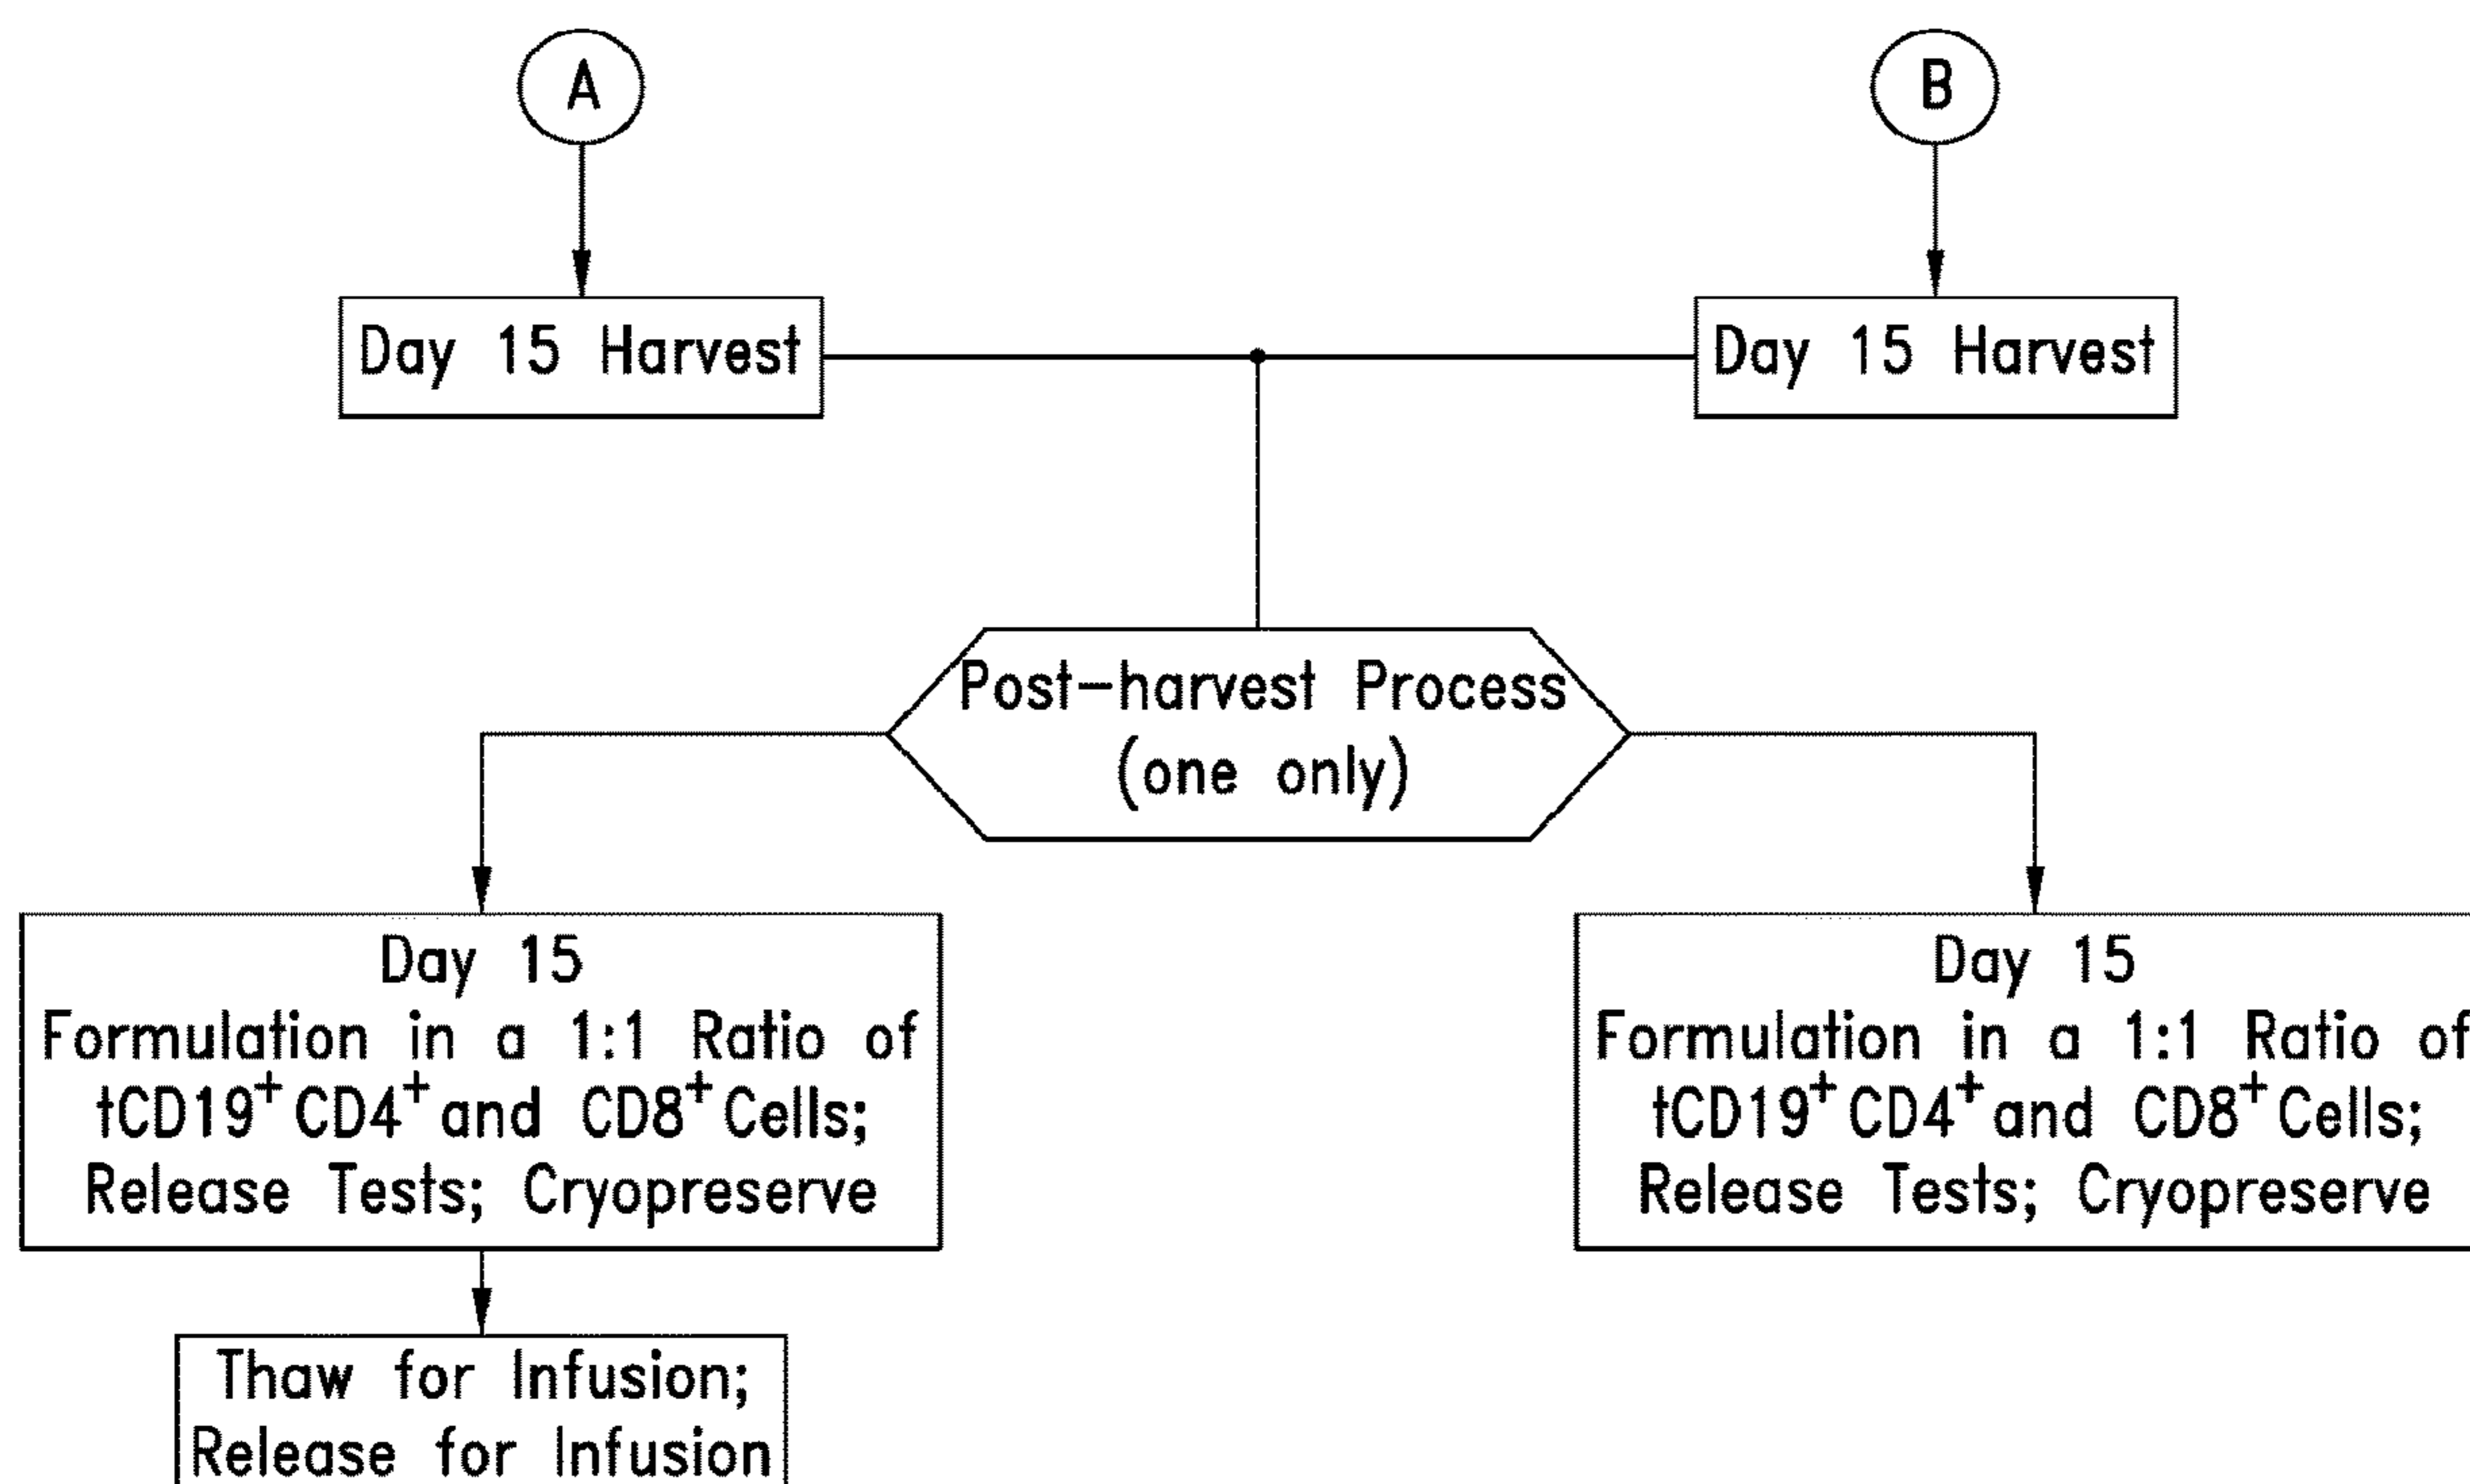 A
B
Day 15 Harvest
Day 15 Harvest
Post-harvest Process
(one only)
Day 15
Formulation in a 1:1 Ratio of
tCD19⁺CD4⁺and CD8⁺Cells;
Release Tests; Cryopreserve
Day 15
Formulation in a 1:1 Ratio of
tCD19⁺CD4⁺and CD8⁺Cells;
Release Tests; Cryopreserve
Thaw for Infusion;
Release for Infusion